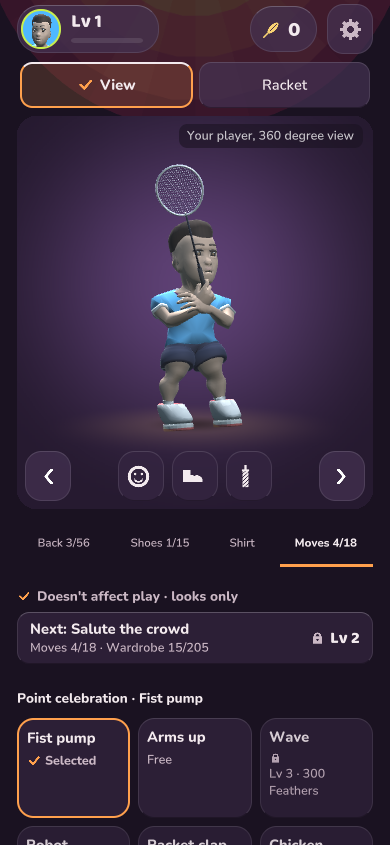 Lv 1
0
View
Racket
Your player, 360 degree view
Back 3/56
Shoes 1/15
Shirt
Moves 4/18
Doesn't affect play · looks only
Next: Salute the crowd
Moves 4/18 · Wardrobe 15/205
Lv 2
Point celebration · Fist pump
Fist pump
Selected
Arms up
Free
Wave
Lv 3 · 300
Feathers
Robot
Racket clap
Chicken